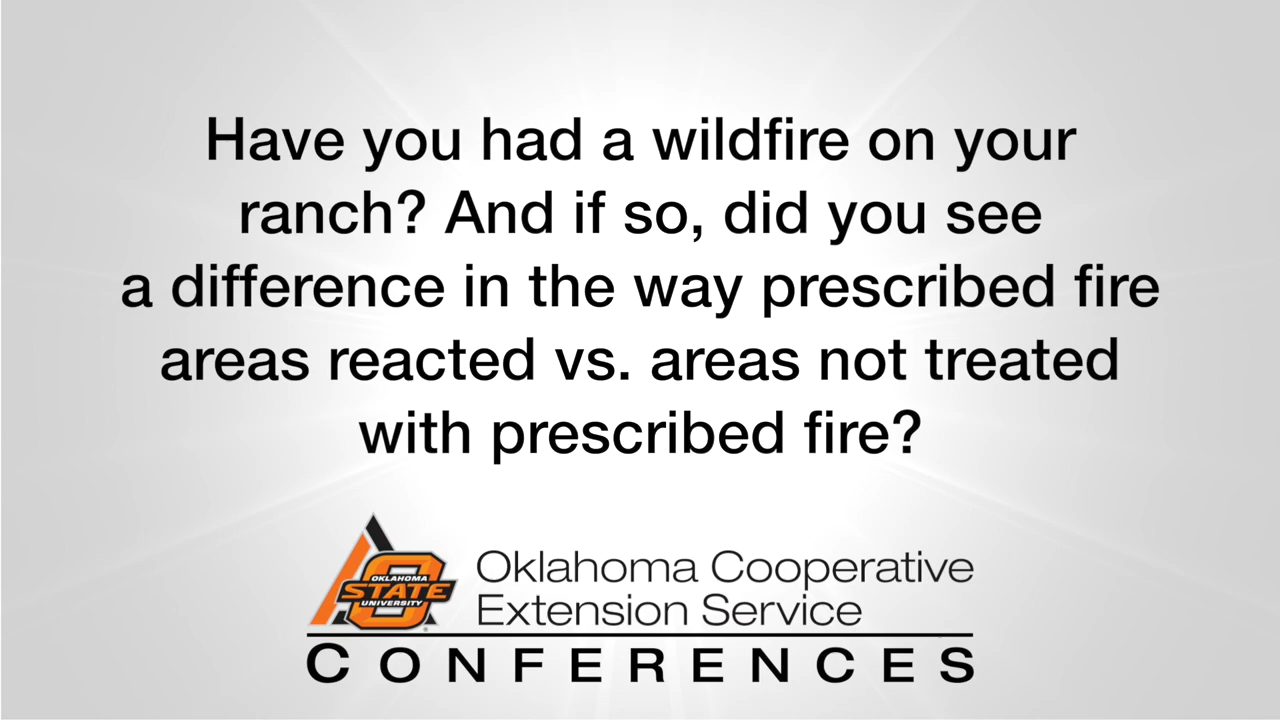 Have you had a wildfire on your
ranch? And if so, did you see
a difference in the way prescribed fire
areas reacted vs. areas not treated
with prescribed fire?
OKLAHOMA
STATE
UNIVERSITY
Oklahoma Cooperative
Extension Service
CONFERENCES